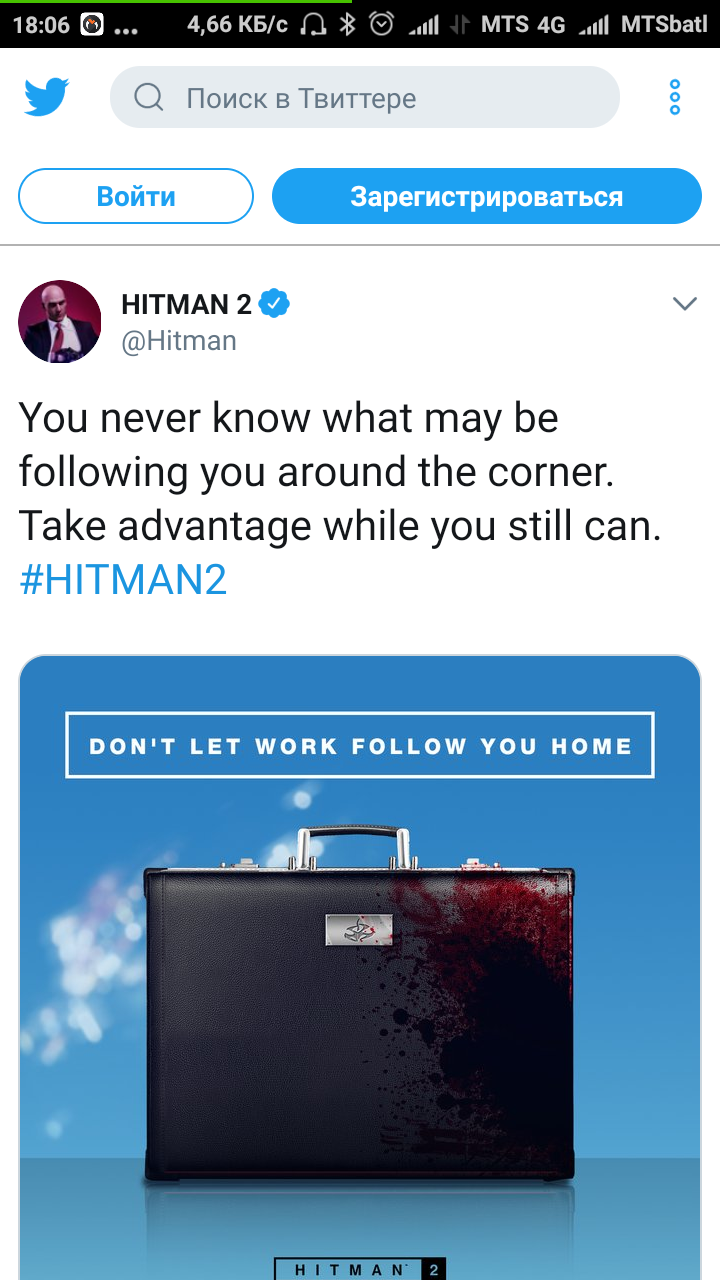 18:06 ... 4,66 КБ/с MTS 4G MTSbatl
Поиск в Твиттере
Войти Зарегистрироваться
HITMAN 2
@Hitman
You never know what may be
following you around the corner.
Take advantage while you still can.
#HITMAN2
DON'T LET WORK FOLLOW YOU HOME
HITMAN 2